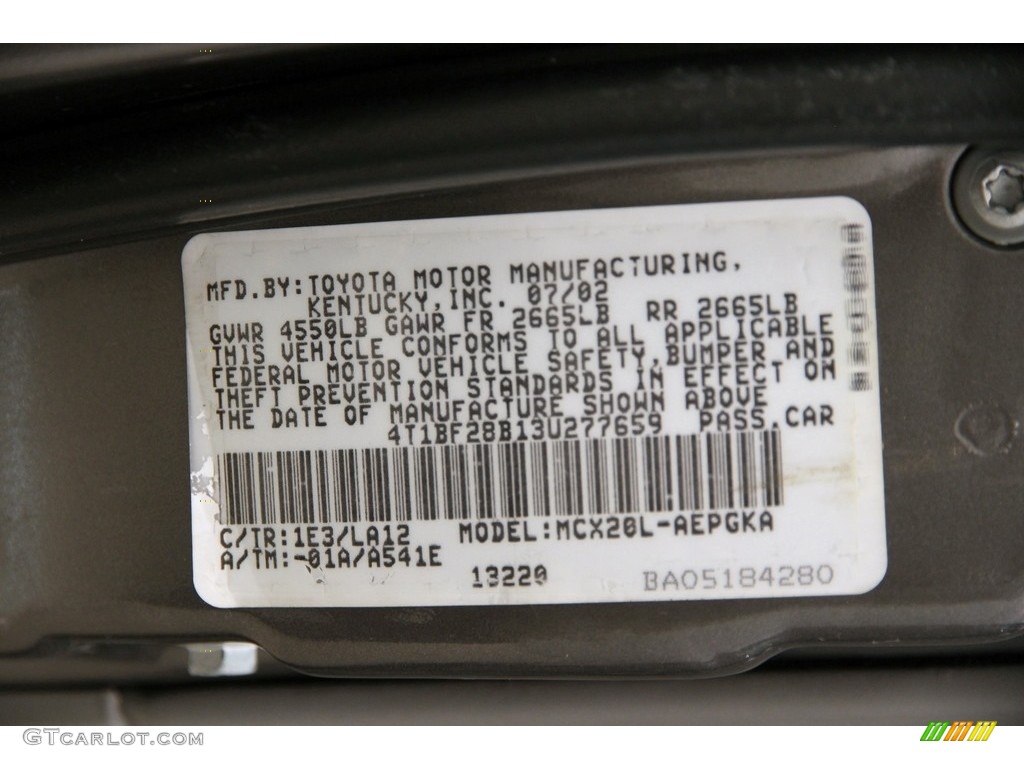 MFD.BY:TOYOTA MOTOR MANUFACTURING,
KENTUCKY,INC. 07/02
GVWR 4550LB GAWR FR 2665LB RR 2665LB
THIS VEHICLE CONFORMS TO ALL APPLICABLE
FEDERAL MOTOR VEHICLE SAFETY,BUMPER AND
THEFT PREVENTION STANDARDS IN EFFECT ON
THE DATE OF MANUFACTURE SHOWN ABOVE
4T1BF28B13U277659 PASS.CAR
C/TR:1E3/LA12 MODEL:MCX20L-AEPGKA
A/TM:-01A/A541E
13220 BA05184280
GTCARLOT.COM